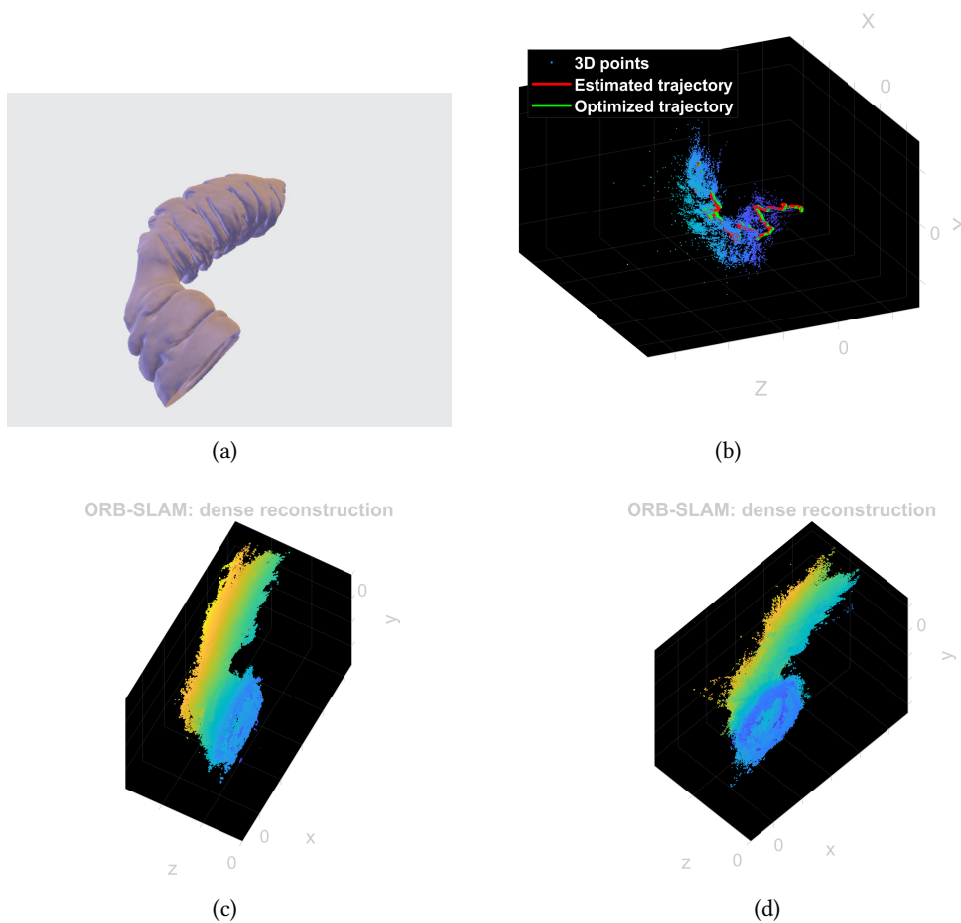 X
0
3D points
Estimated trajectory
Optimized trajectory
0
0
Z
(a)
(b)
ORB-SLAM: dense reconstruction
0
y
0
x
z
0
(c)
ORB-SLAM: dense reconstruction
0
y
0
x
z
0
(d)